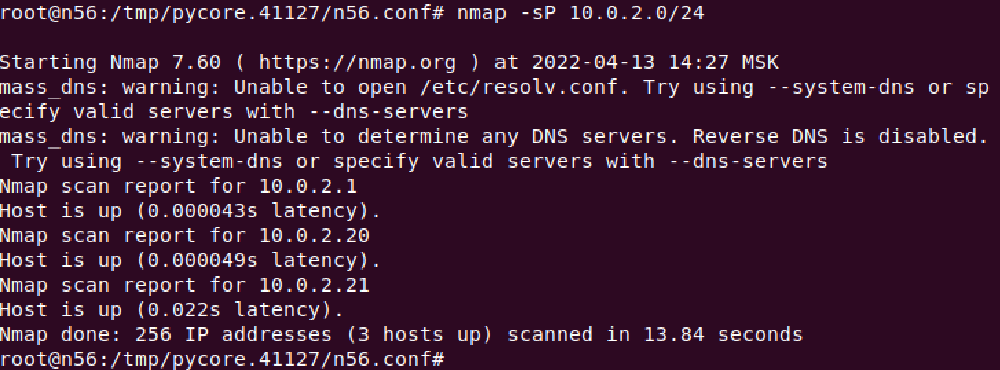 root@n56:/tmp/pycore.41127/n56.conf# nmap -sP 10.0.2.0/24
Starting Nmap 7.60 ( https://nmap.org ) at 2022-04-13 14:27 MSK
mass_dns: warning: Unable to open /etc/resolv.conf. Try using --system-dns or sp
ecify valid servers with --dns-servers
mass_dns: warning: Unable to determine any DNS servers. Reverse DNS is disabled.
 Try using --system-dns or specify valid servers with --dns-servers
Nmap scan report for 10.0.2.1
Host is up (0.000043s latency).
Nmap scan report for 10.0.2.20
Host is up (0.000049s latency).
Nmap scan report for 10.0.2.21
Host is up (0.022s latency).
Nmap done: 256 IP addresses (3 hosts up) scanned in 13.84 seconds
root@n56:/tmp/pycore.41127/n56.conf#